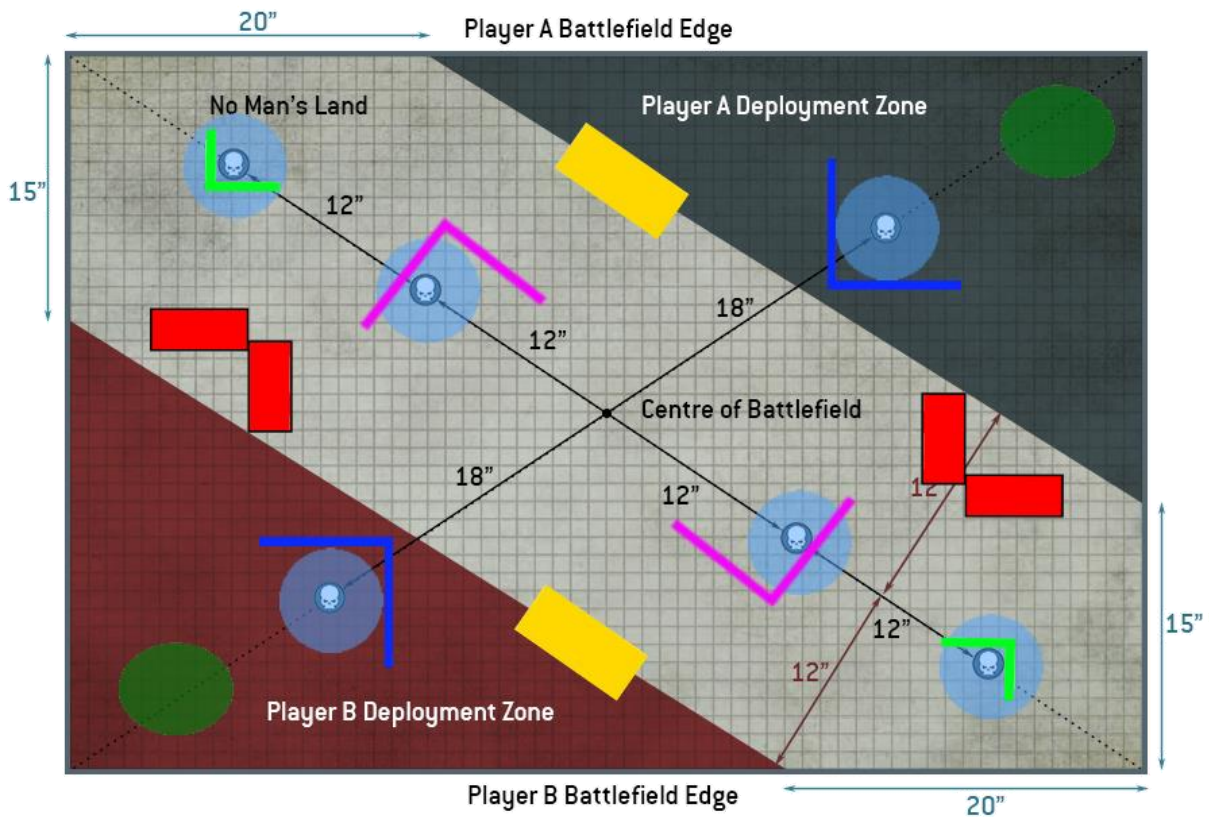 20”
Player A Battlefield Edge
No Man’s Land
Player A Deployment Zone
15”
12”
12”
18”
Centre of Battlefield
18”
12”
12
12”
12”
15”
Player B Deployment Zone
Player B Battlefield Edge
20”